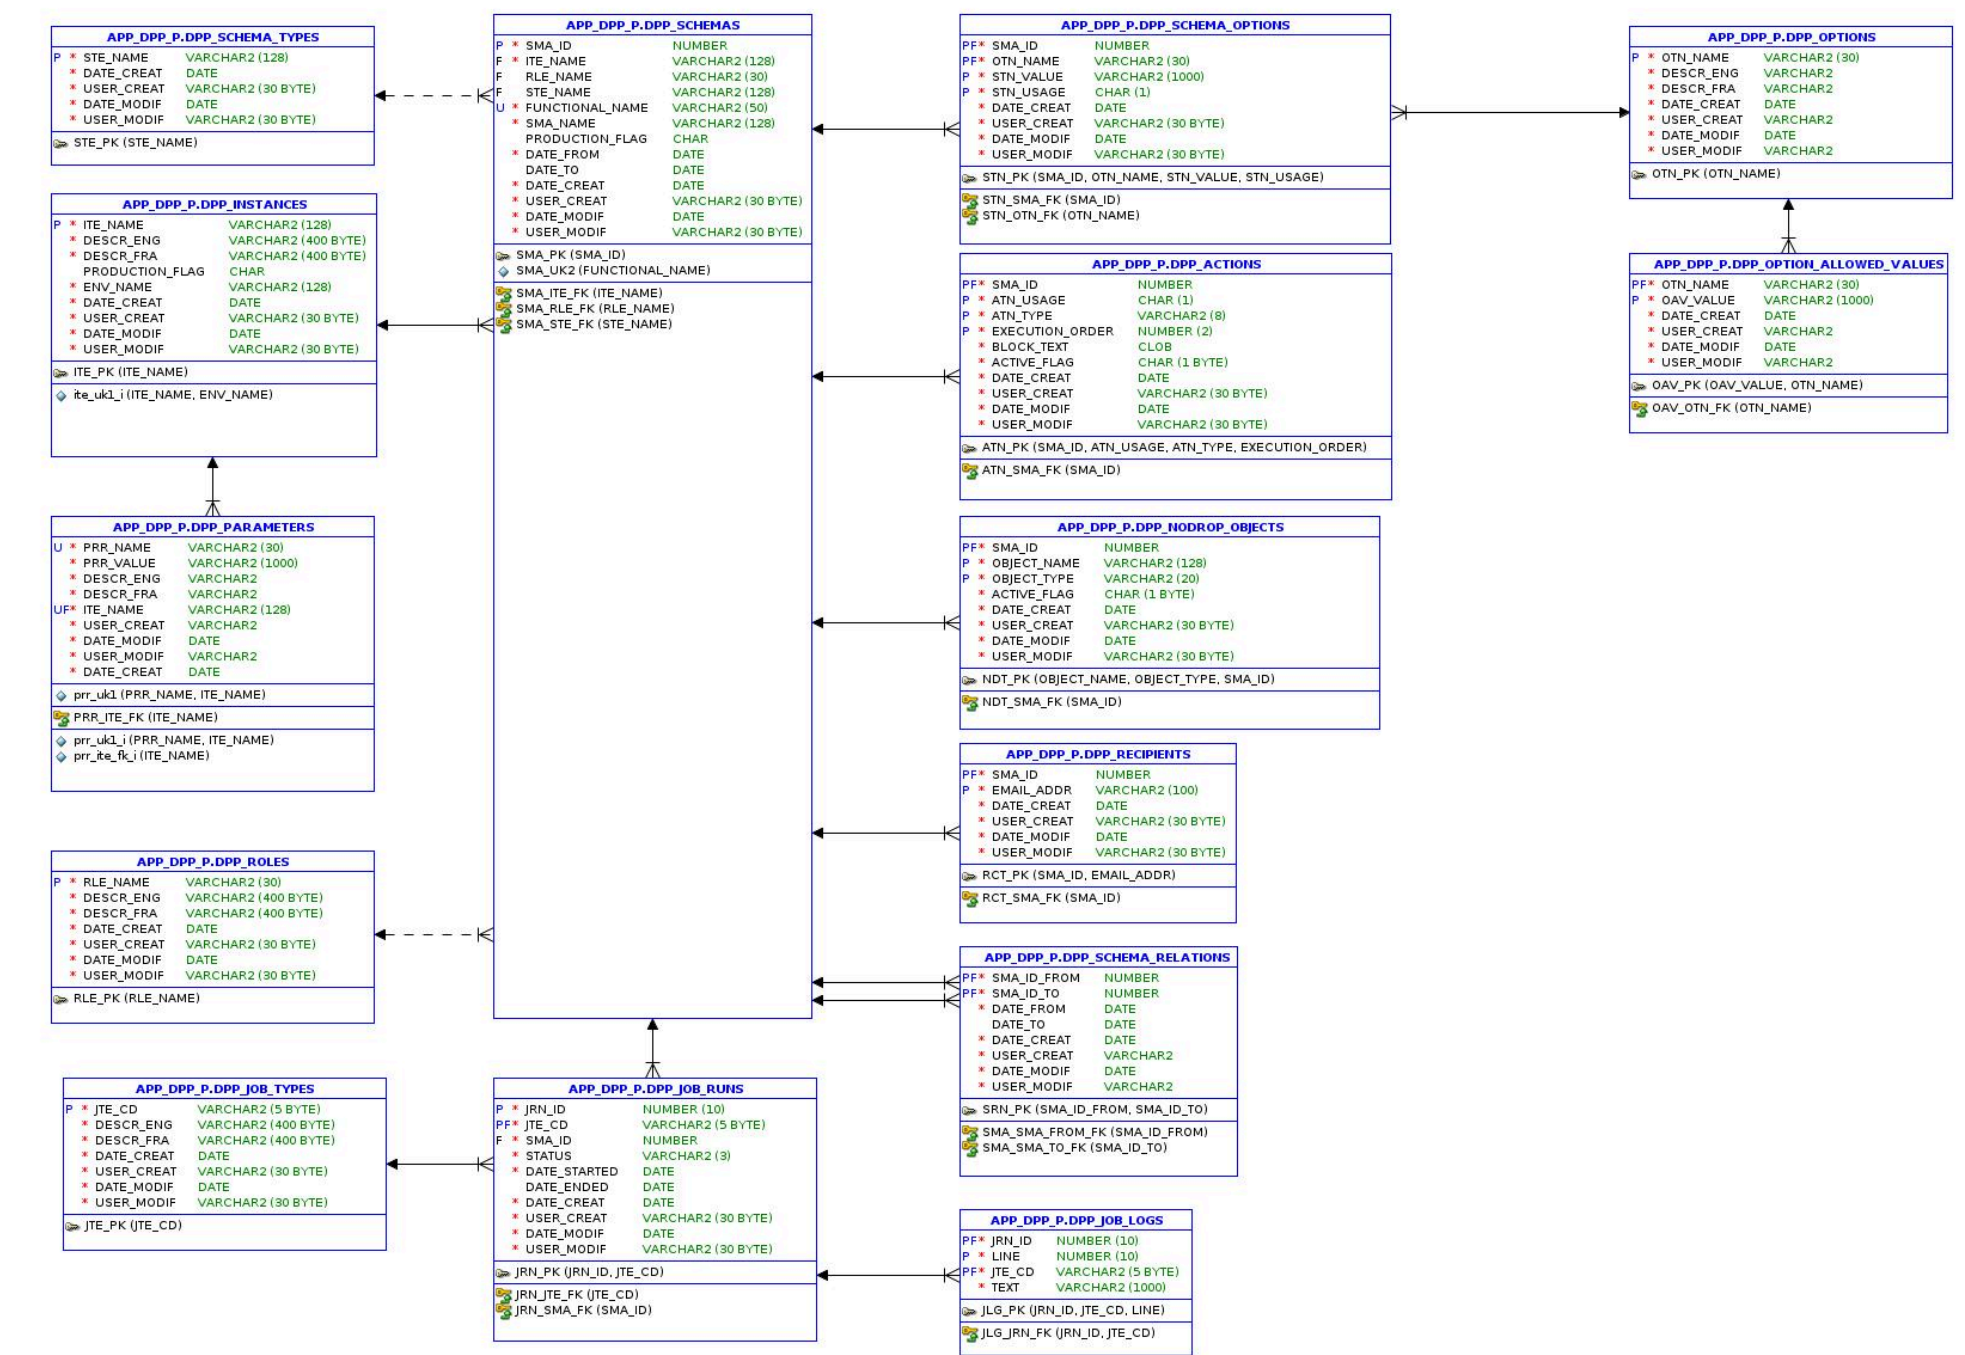 APP_DPP_P.DPP_SCHEMA_TYPES
P * STE_NAME VARCHAR2 (128)
* DATE_CREAT DATE
* USER_CREAT VARCHAR2 (30 BYTE)
* DATE_MODIF DATE
* USER_MODIF VARCHAR2 (30 BYTE)
STE_PK (STE_NAME)
APP_DPP_P.DPP_INSTANCES
P * ITE_NAME VARCHAR2 (128)
* DESCR_ENG VARCHAR2 (400 BYTE)
* DESCR_FRA VARCHAR2 (400 BYTE)
PRODUCTION_FLAG CHAR
* ENV_NAME VARCHAR2 (128)
* DATE_CREAT DATE
* USER_CREAT VARCHAR2 (30 BYTE)
* DATE_MODIF DATE
* USER_MODIF VARCHAR2 (30 BYTE)
ITE_PK (ITE_NAME)
ite_uk1_i (ITE_NAME, ENV_NAME)
APP_DPP_P.DPP_PARAMETERS
U * PRR_NAME VARCHAR2 (30)
* PRR_VALUE VARCHAR2 (1000)
* DESCR_ENG VARCHAR2
* DESCR_FRA VARCHAR2
UF* ITE_NAME VARCHAR2 (128)
* USER_CREAT VARCHAR2
* DATE_MODIF DATE
* USER_MODIF VARCHAR2
* DATE_CREAT DATE
prr_uk1 (PRR_NAME, ITE_NAME)
PRR_ITE_FK (ITE_NAME)
prr_uk1_i (PRR_NAME, ITE_NAME)
prr_ite_fk_i (ITE_NAME)
APP_DPP_P.DPP_ROLES
P * RLE_NAME VARCHAR2 (30)
* DESCR_ENG VARCHAR2 (400 BYTE)
* DESCR_FRA VARCHAR2 (400 BYTE)
* DATE_CREAT DATE
* USER_CREAT VARCHAR2 (30 BYTE)
* DATE_MODIF DATE
* USER_MODIF VARCHAR2 (30 BYTE)
RLE_PK (RLE_NAME)
APP_DPP_P.DPP_JOB_TYPES
P * JTE_CD VARCHAR2 (5 BYTE)
* DESCR_ENG VARCHAR2 (400 BYTE)
* DESCR_FRA VARCHAR2 (400 BYTE)
* DATE_CREAT DATE
* USER_CREAT VARCHAR2 (30 BYTE)
* DATE_MODIF DATE
* USER_MODIF VARCHAR2 (30 BYTE)
JTE_PK (JTE_CD)
APP_DPP_P.DPP_SCHEMAS
P * SMA_ID NUMBER
F * ITE_NAME VARCHAR2 (128)
F RLE_NAME VARCHAR2 (30)
F STE_NAME VARCHAR2 (128)
U * FUNCTIONAL_NAME VARCHAR2 (50)
* SMA_NAME VARCHAR2 (128)
PRODUCTION_FLAG CHAR
* DATE_FROM DATE
DATE_TO DATE
* DATE_CREAT DATE
* USER_CREAT VARCHAR2 (30 BYTE)
* DATE_MODIF DATE
* USER_MODIF VARCHAR2 (30 BYTE)
SMA_PK (SMA_ID)
SMA_UK2 (FUNCTIONAL_NAME)
SMA_ITE_FK (ITE_NAME)
SMA_RLE_FK (RLE_NAME)
SMA_STE_FK (STE_NAME)
APP_DPP_P.DPP_JOB_RUNS
P * JRN_ID NUMBER (10)
PF* JTE_CD VARCHAR2 (5 BYTE)
F * SMA_ID NUMBER
* STATUS VARCHAR2 (3)
* DATE_STARTED DATE
DATE_ENDED DATE
* DATE_CREAT DATE
* USER_CREAT VARCHAR2 (30 BYTE)
* DATE_MODIF DATE
* USER_MODIF VARCHAR2 (30 BYTE)
JRN_PK (JRN_ID, JTE_CD)
JRN_JTE_FK (JTE_CD)
JRN_SMA_FK (SMA_ID)
APP_DPP_P.DPP_SCHEMA_OPTIONS
PF* SMA_ID NUMBER
PF* OTN_NAME VARCHAR2 (30)
P * STN_VALUE VARCHAR2 (1000)
P * STN_USAGE CHAR (1)
* DATE_CREAT DATE
* USER_CREAT VARCHAR2 (30 BYTE)
* DATE_MODIF DATE
* USER_MODIF VARCHAR2 (30 BYTE)
STN_PK (SMA_ID, OTN_NAME, STN_VALUE, STN_USAGE)
STN_SMA_FK (SMA_ID)
STN_OTN_FK (OTN_NAME)
APP_DPP_P.DPP_ACTIONS
PF* SMA_ID NUMBER
P * ATN_USAGE CHAR (1)
P * ATN_TYPE VARCHAR2 (8)
P * EXECUTION_ORDER NUMBER (2)
* BLOCK_TEXT CLOB
* ACTIVE_FLAG CHAR (1 BYTE)
* DATE_CREAT DATE
* USER_CREAT VARCHAR2 (30 BYTE)
* DATE_MODIF DATE
* USER_MODIF VARCHAR2 (30 BYTE)
ATN_PK (SMA_ID, ATN_USAGE, ATN_TYPE, EXECUTION_ORDER)
ATN_SMA_FK (SMA_ID)
APP_DPP_P.DPP_NODROP_OBJECTS
PF* SMA_ID NUMBER
P * OBJECT_NAME VARCHAR2 (128)
P * OBJECT_TYPE VARCHAR2 (20)
* ACTIVE_FLAG CHAR (1 BYTE)
* DATE_CREAT DATE
* USER_CREAT VARCHAR2 (30 BYTE)
* DATE_MODIF DATE
* USER_MODIF VARCHAR2 (30 BYTE)
NDT_PK (OBJECT_NAME, OBJECT_TYPE, SMA_ID)
NDT_SMA_FK (SMA_ID)
APP_DPP_P.DPP_RECIPIENTS
PF* SMA_ID NUMBER
P * EMAIL_ADDR VARCHAR2 (100)
* DATE_CREAT DATE
* USER_CREAT VARCHAR2 (30 BYTE)
* DATE_MODIF DATE
* USER_MODIF VARCHAR2 (30 BYTE)
RCT_PK (SMA_ID, EMAIL_ADDR)
RCT_SMA_FK (SMA_ID)
APP_DPP_P.DPP_SCHEMA_RELATIONS
PF* SMA_ID_FROM NUMBER
PF* SMA_ID_TO NUMBER
* DATE_FROM DATE
DATE_TO DATE
* DATE_CREAT DATE
* USER_CREAT VARCHAR2
* DATE_MODIF DATE
* USER_MODIF VARCHAR2
SRN_PK (SMA_ID_FROM, SMA_ID_TO)
SMA_SMA_FROM_FK (SMA_ID_FROM)
SMA_SMA_TO_FK (SMA_ID_TO)
APP_DPP_P.DPP_JOB_LOGS
PF* JRN_ID NUMBER (10)
P * LINE NUMBER (10)
PF* JTE_CD VARCHAR2 (5 BYTE)
* TEXT VARCHAR2 (1000)
JLG_PK (JRN_ID, JTE_CD, LINE)
JLG_JRN_FK (JRN_ID, JTE_CD)
APP_DPP_P.DPP_OPTIONS
P * OTN_NAME VARCHAR2 (30)
* DESCR_ENG VARCHAR2
* DESCR_FRA VARCHAR2
* DATE_CREAT DATE
* USER_CREAT VARCHAR2
* DATE_MODIF DATE
* USER_MODIF VARCHAR2
OTN_PK (OTN_NAME)
APP_DPP_P.DPP_OPTION_ALLOWED_VALUES
PF* OTN_NAME VARCHAR2 (30)
P * OAV_VALUE VARCHAR2 (1000)
* DATE_CREAT DATE
* USER_CREAT VARCHAR2
* DATE_MODIF DATE
* USER_MODIF VARCHAR2
OAV_PK (OAV_VALUE, OTN_NAME)
OAV_OTN_FK (OTN_NAME)